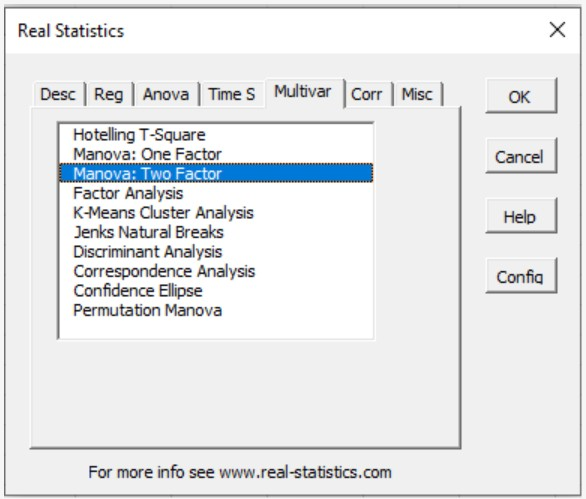 Real Statistics
Desc Reg Anova Time S Multivar Corr Misc
OK
Hotelling T-Square
Manova: One Factor
Manova: Two Factor
Factor Analysis
K-Means Cluster Analysis
Jenks Natural Breaks
Discriminant Analysis
Correspondence Analysis
Confidence Ellipse
Permutation Manova
Cancel
Help
Config
For more info see www.real-statistics.com